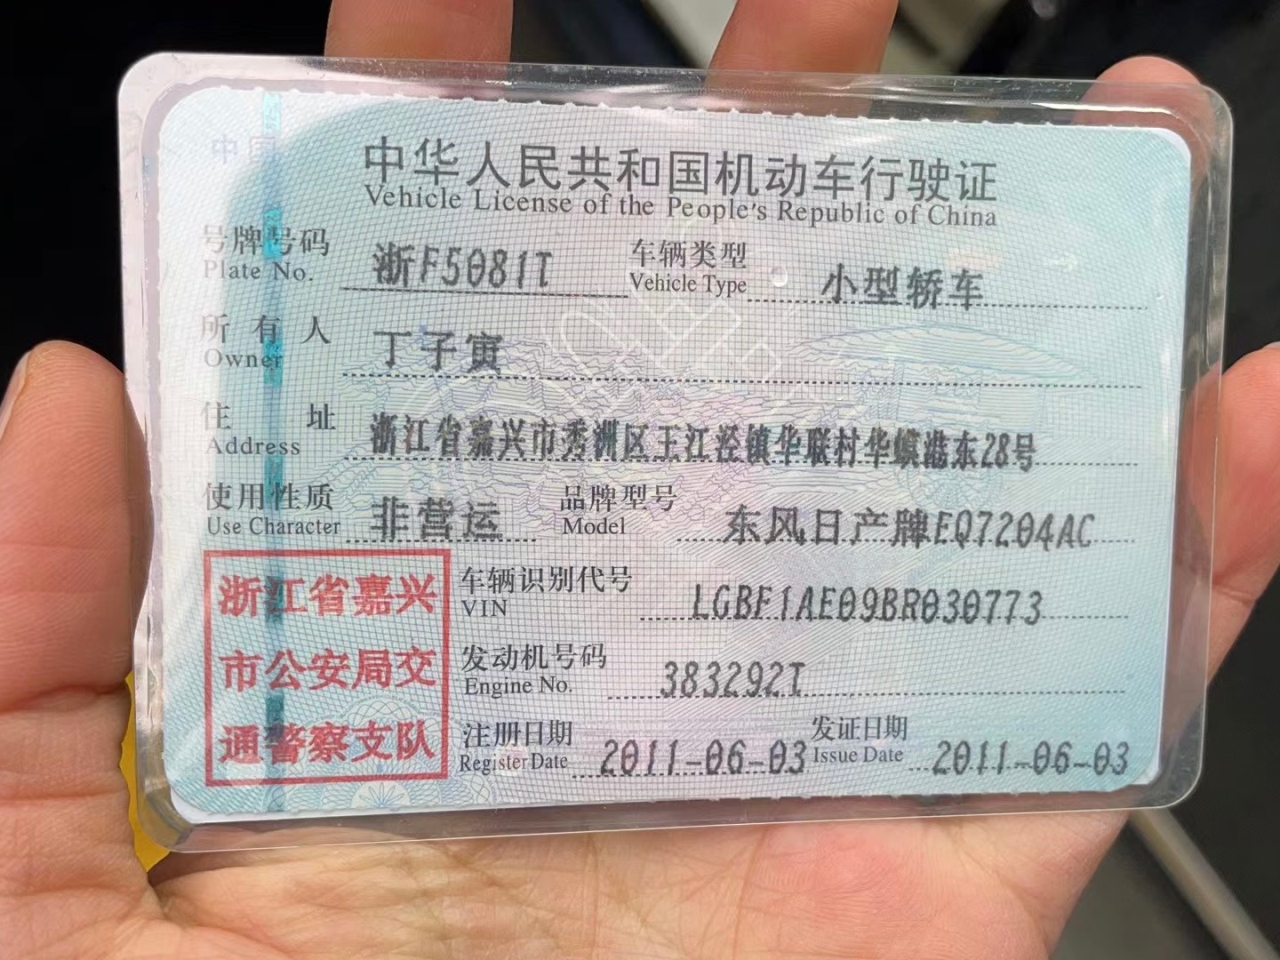 中华人民共和国机动车行驶证
Vehicle License of the People's Republic of China
号牌号码 浙F5081T 车辆类型 小型轿车
Plate No. Vehicle Type
所有人 丁子寅
Owner
住址 浙江省嘉兴市秀洲区王江泾镇华联村华蟆港东28号
Address
使用性质 非营运 品牌型号 东风日产牌EQ7204AC
Use Character Model
车辆识别代号 LGBF1AE09BR030773
VIN
发动机号码 383292T
Engine No.
注册日期 2011-06-03 发证日期 2011-06-03
Register Date Issue Date
浙江省嘉兴
市公安局交
通警察支队